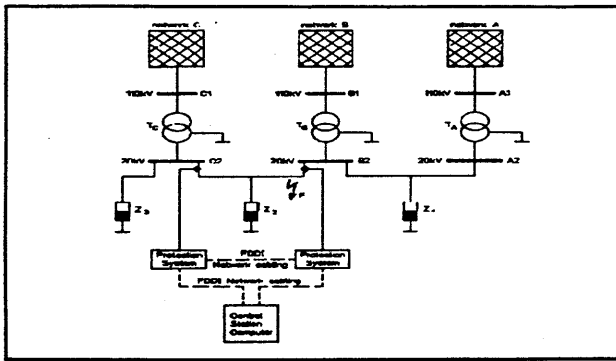 network C network B network A
110kV C1 110kV B1 110kV A1
T_C T_B T_A
20kV C2 20kV B2 20kV A2
F
Z_3 Z_2
Protection System FDDI Protection System
Network cabling
FDDI Network cabling
Control
Station
Computer